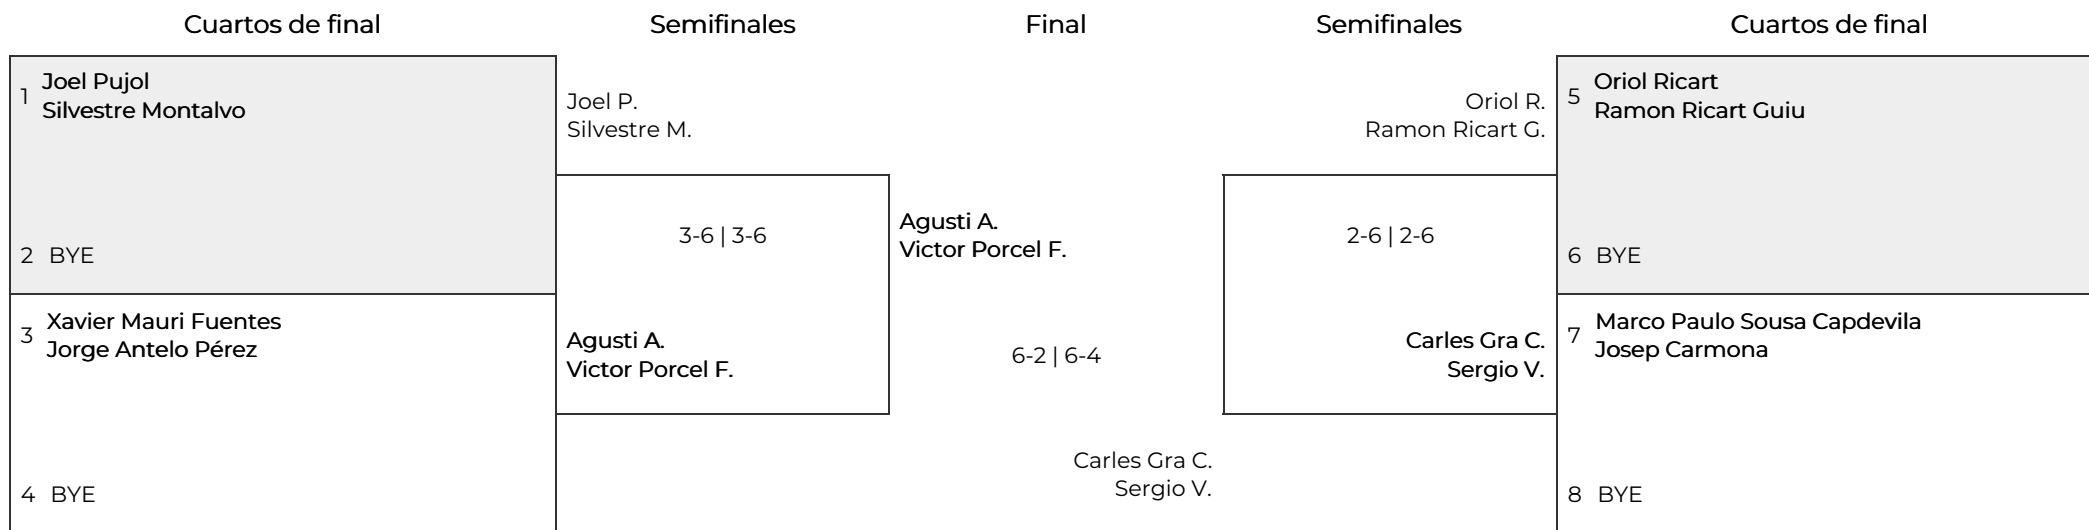 Cuartos de final
Semifinales
Final
Semifinales
Cuartos de final
1 Joel Pujol
Silvestre Montalvo
2 BYE
3 Xavier Mauri Fuentes
Jorge Antelo Pérez
4 BYE
Joel P.
Silvestre M.
3-6 | 3-6
Agusti A.
Victor Porcel F.
Agusti A.
Victor Porcel F.
6-2 | 6-4
Carles Gra C.
Sergio V.
Oriol R.
Ramon Ricart G.
2-6 | 2-6
Carles Gra C.
Sergio V.
5 Oriol Ricart
Ramon Ricart Guiu
6 BYE
7 Marco Paulo Sousa Capdevila
Josep Carmona
8 BYE